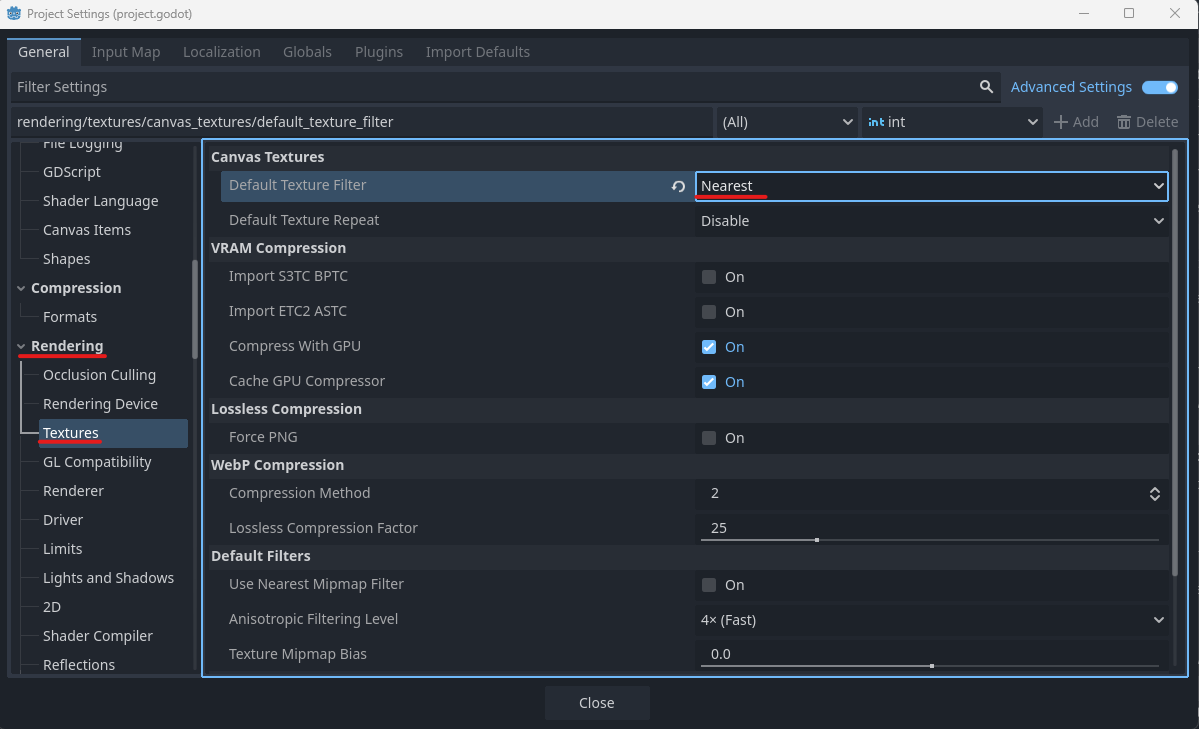 Project Settings (project.godot)
General Input Map Localization Globals Plugins Import Defaults
Filter Settings Advanced Settings
rendering/textures/canvas_textures/default_texture_filter (All) int int Add Delete
File Logging
GDScript
Shader Language
Canvas Items
Shapes
Compression
Formats
Rendering
Occlusion Culling
Rendering Device
Textures
GL Compatibility
Renderer
Driver
Limits
Lights and Shadows
2D
Shader Compiler
Reflections
Canvas Textures
Default Texture Filter Nearest
Default Texture Repeat Disable
VRAM Compression
Import S3TC BPTC On
Import ETC2 ASTC On
Compress With GPU On
Cache GPU Compressor On
Lossless Compression
Force PNG On
WebP Compression
Compression Method 2
Lossless Compression Factor 25
Default Filters
Use Nearest Mipmap Filter On
Anisotropic Filtering Level 4× (Fast)
Texture Mipmap Bias 0.0
Close